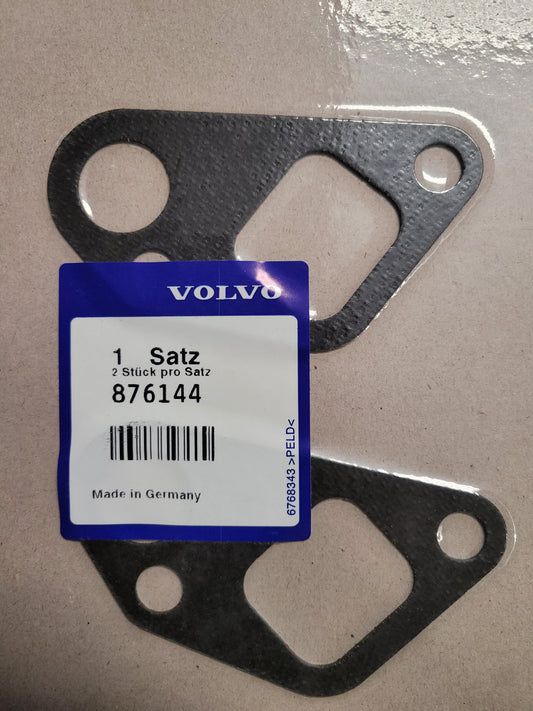 VOLVO
1 Satz
2 Stück pro Satz
876144
Made in Germany
6768343 >PELD<